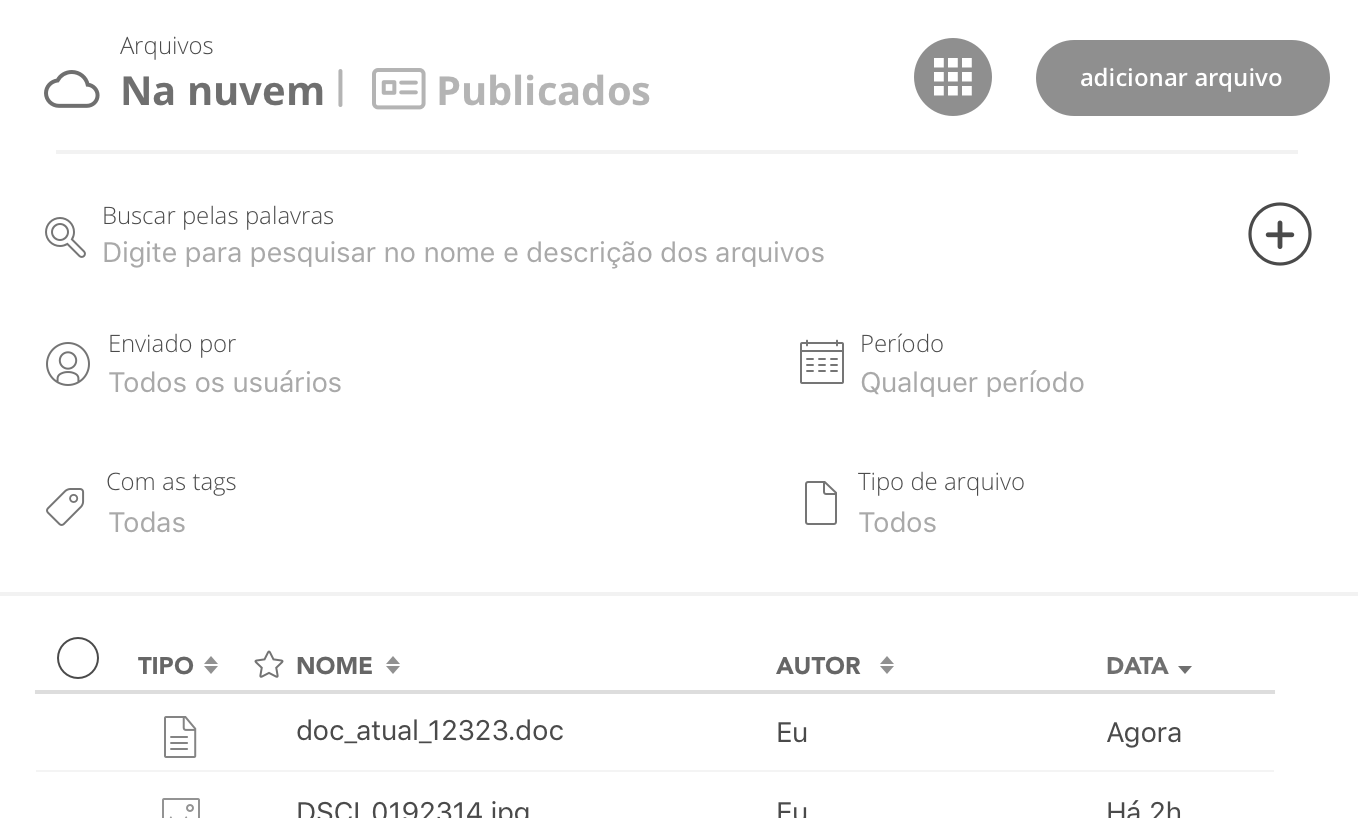 Arquivos
Na nuvem | Publicados
adicionar arquivo
Buscar pelas palavras
Digite para pesquisar no nome e descrição dos arquivos
Enviado por
Todos os usuários
Período
Qualquer período
Com as tags
Todas
Tipo de arquivo
Todos
TIPO NOME AUTOR DATA
doc_atual_12323.doc Eu Agora
DSCI_0192314.jpg Eu Há 2h